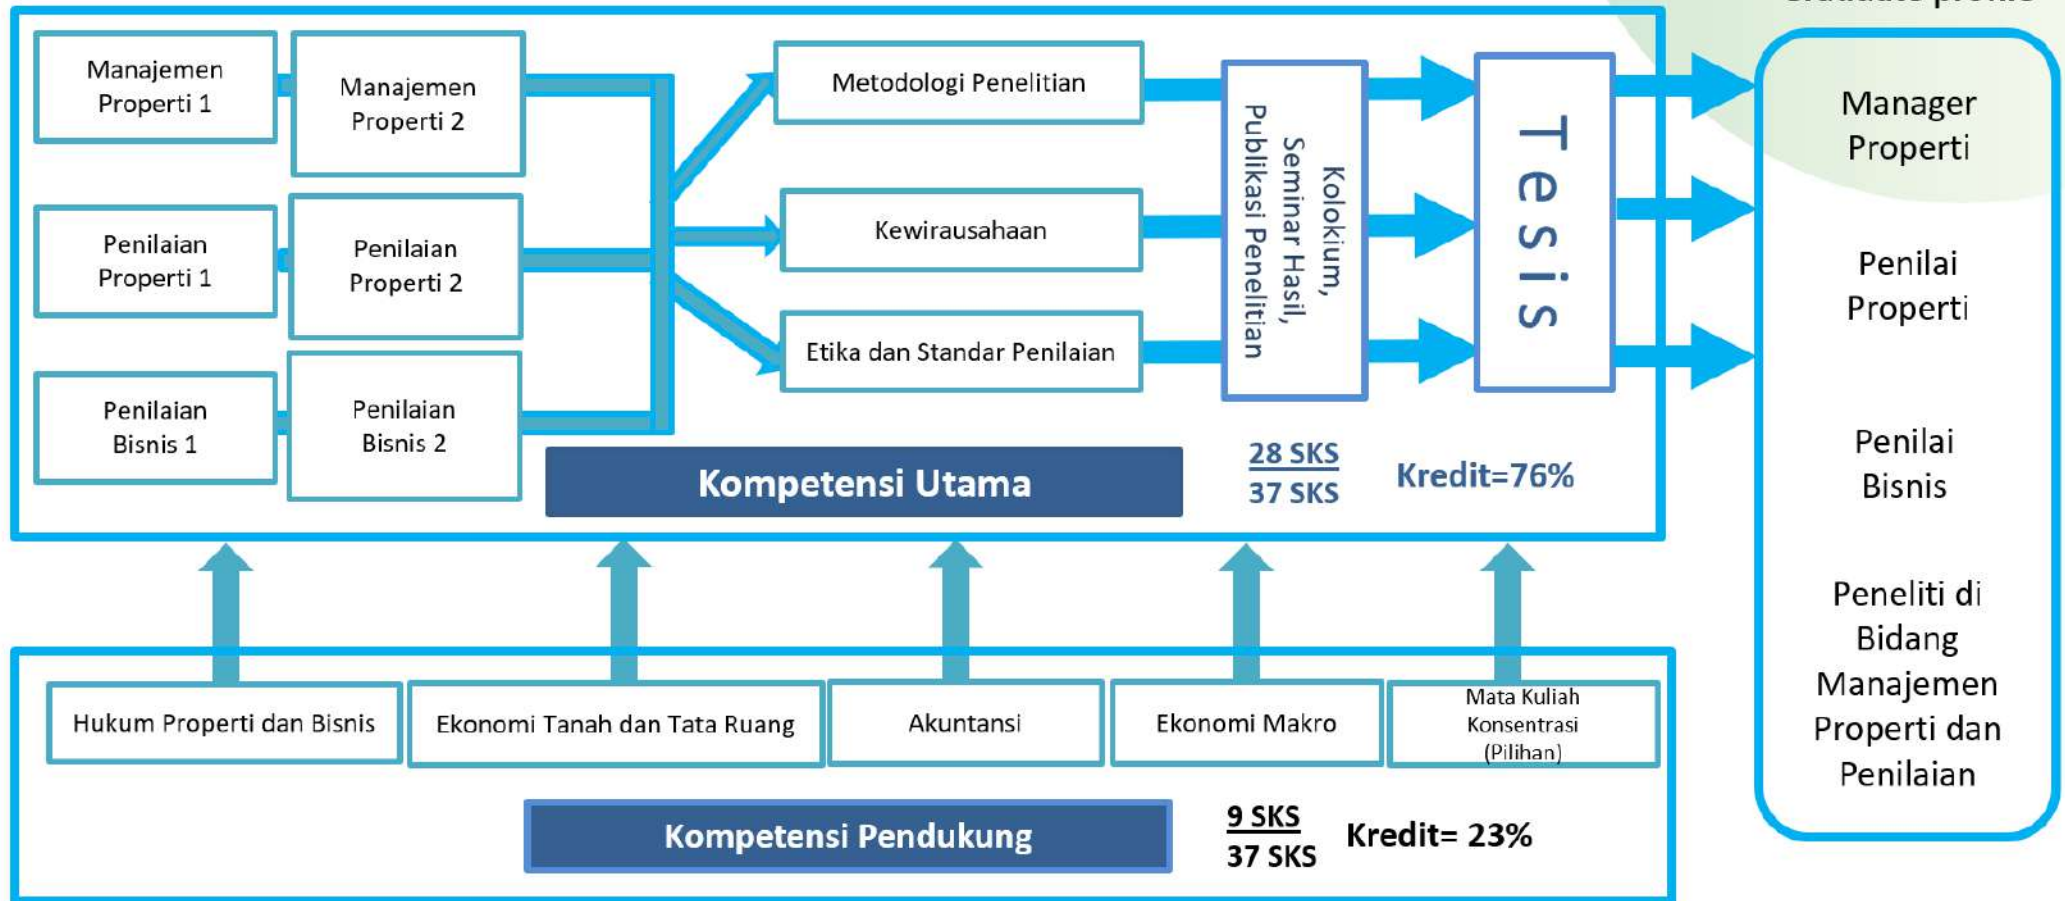 Manajemen
Properti 1
Manajemen
Properti 2
Penilaian
Properti 1
Penilaian
Properti 2
Penilaian
Bisnis 1
Penilaian
Bisnis 2
Metodologi Penelitian
Kewirausahaan
Etika dan Standar Penilaian
Kolokium,
Seminar Hasil,
Publikasi Penelitian
Tesis
Kompetensi Utama
28 SKS
37 SKS
Kredit=76%
Hukum Properti dan Bisnis
Ekonomi Tanah dan Tata Ruang
Akuntansi
Ekonomi Makro
Mata Kuliah
Konsentrasi
(Pilihan)
Kompetensi Pendukung
9 SKS
37 SKS
Kredit= 23%
Manager
Properti
Penilai
Properti
Penilai
Bisnis
Peneliti di
Bidang
Manajemen
Properti dan
Penilaian